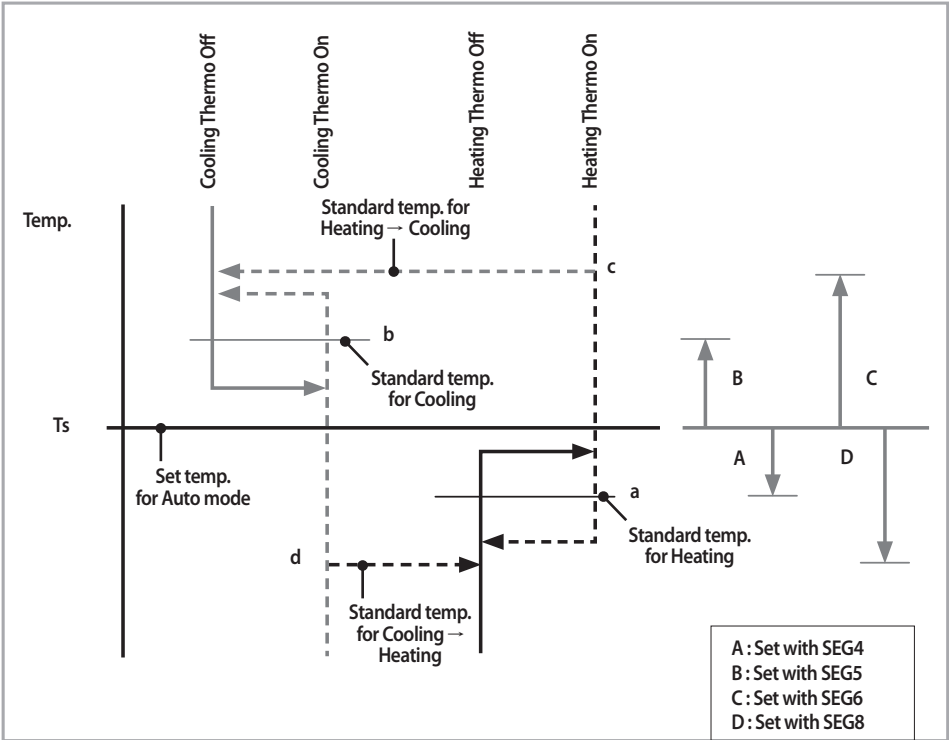 Cooling Thermo Off
Cooling Thermo On
Heating Thermo Off
Heating Thermo On
Temp.
Standard temp. for
Heating → Cooling
c
b
Standard temp.
for Cooling
B
C
Ts
Set temp.
for Auto mode
A
D
a
Standard temp.
for Heating
d
Standard temp.
for Cooling →
Heating
A : Set with SEG4
B : Set with SEG5
C : Set with SEG6
D : Set with SEG8